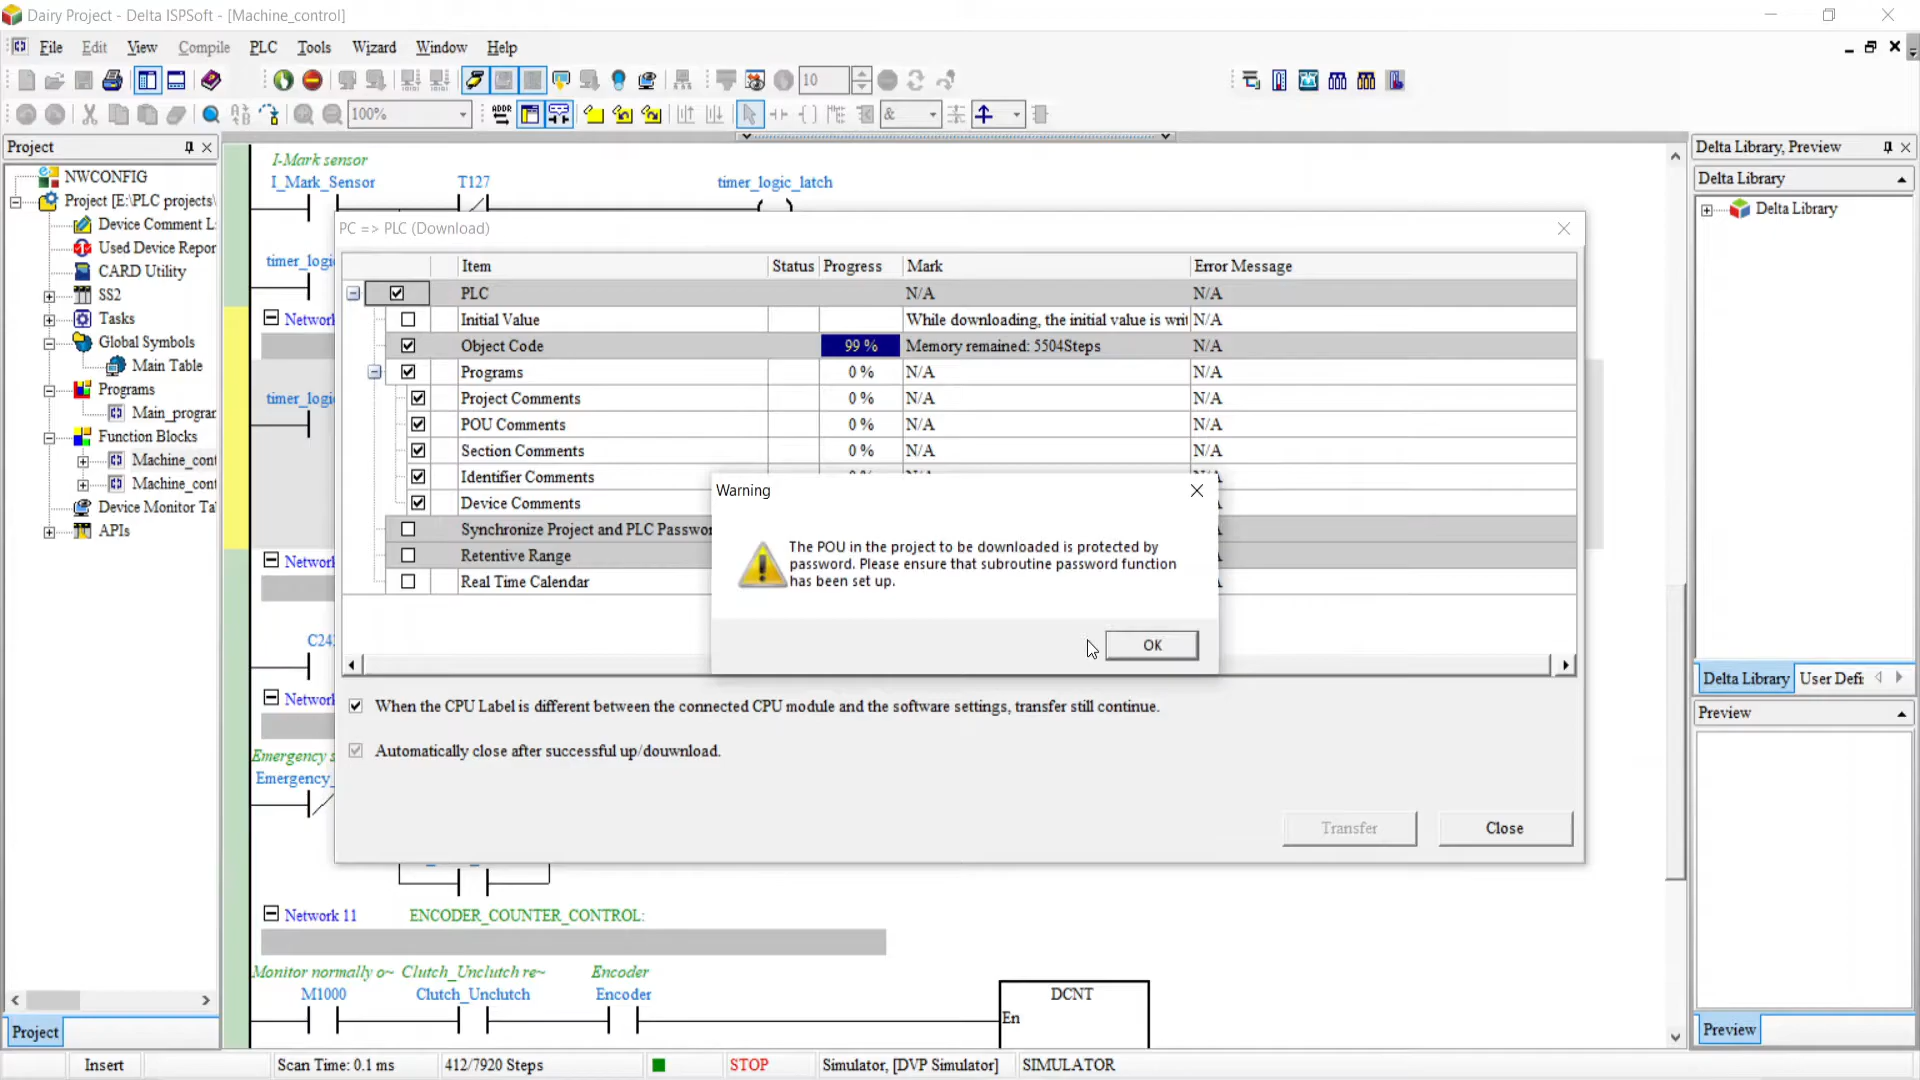 Dairy Project - Delta ISPSoft - [Machine_control]
File Edit View Compile PLC Tools Wizard Window Help
10
100%
ADDR
&
Project
NWCONFIG
Project [E:\PLC projects\
Device Comment L
Used Device Repor
CARD Utility
SS2
Tasks
Global Symbols
Main Table
Programs
Main_program
Function Blocks
Machine_cont
Machine_cont
Device Monitor Ta
APIs
Project
I-Mark sensor
I_Mark_Sensor T127 timer_logic_latch
timer_logi
Network
timer_logi
Network
C24
Network
Emergency s
Emergency_
Network 11 ENCODER_COUNTER_CONTROL:
Monitor normally o~ Clutch_Unclutch re~ Encoder
M1000 Clutch_Unclutch Encoder
DCNT
En
PC => PLC (Download)
Item Status Progress Mark Error Message
PLC N/A N/A
Initial Value While downloading, the initial value is writ N/A
Object Code 99 % Memory remained: 5504Steps N/A
Programs 0 % N/A N/A
Project Comments 0 % N/A N/A
POU Comments 0 % N/A N/A
Section Comments 0 % N/A N/A
Identifier Comments
Device Comments
Synchronize Project and PLC Passwor
Retentive Range
Real Time Calendar
When the CPU Label is different between the connected CPU module and the software settings, transfer still continue.
Automatically close after successful up/douwnload.
Transfer Close
Warning
The POU in the project to be downloaded is protected by
password. Please ensure that subroutine password function
has been set up.
OK
Delta Library, Preview
Delta Library
Delta Library
Delta Library User Defi
Preview
Preview
Insert Scan Time: 0.1 ms 412/7920 Steps STOP Simulator, [DVP Simulator] SIMULATOR